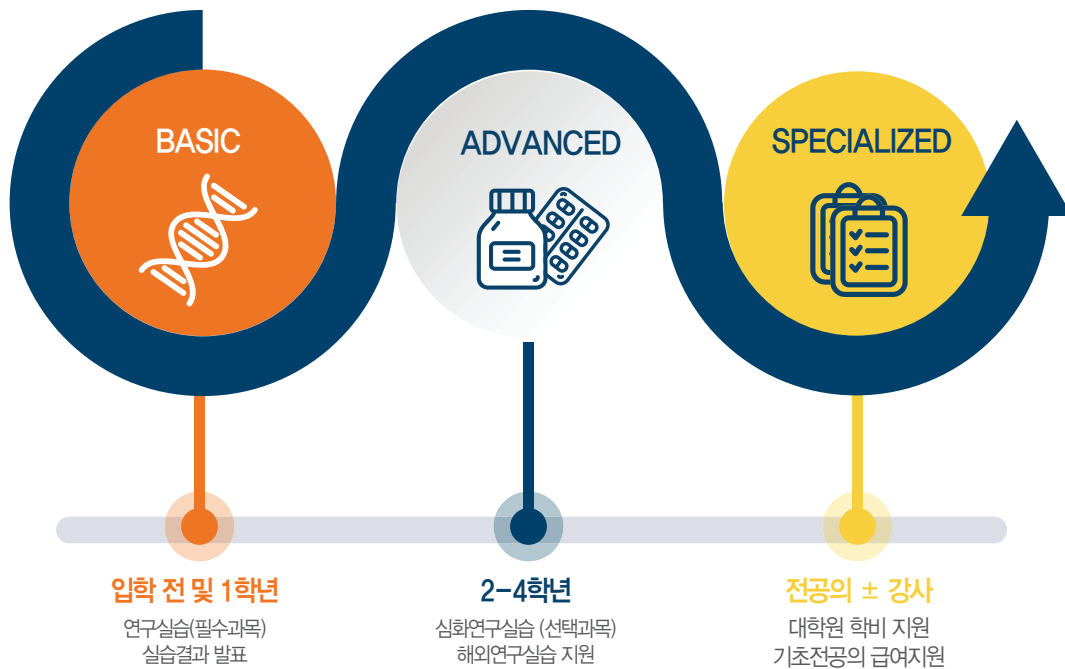 BASIC
ADVANCED
SPECIALIZED
입학 전 및 1학년
연구실습(필수과목)
실습결과 발표
2-4학년
심화연구실습 (선택과목)
해외연구실습 지원
전공의 ± 강사
대학원 학비 지원
기초전공의 급여지원